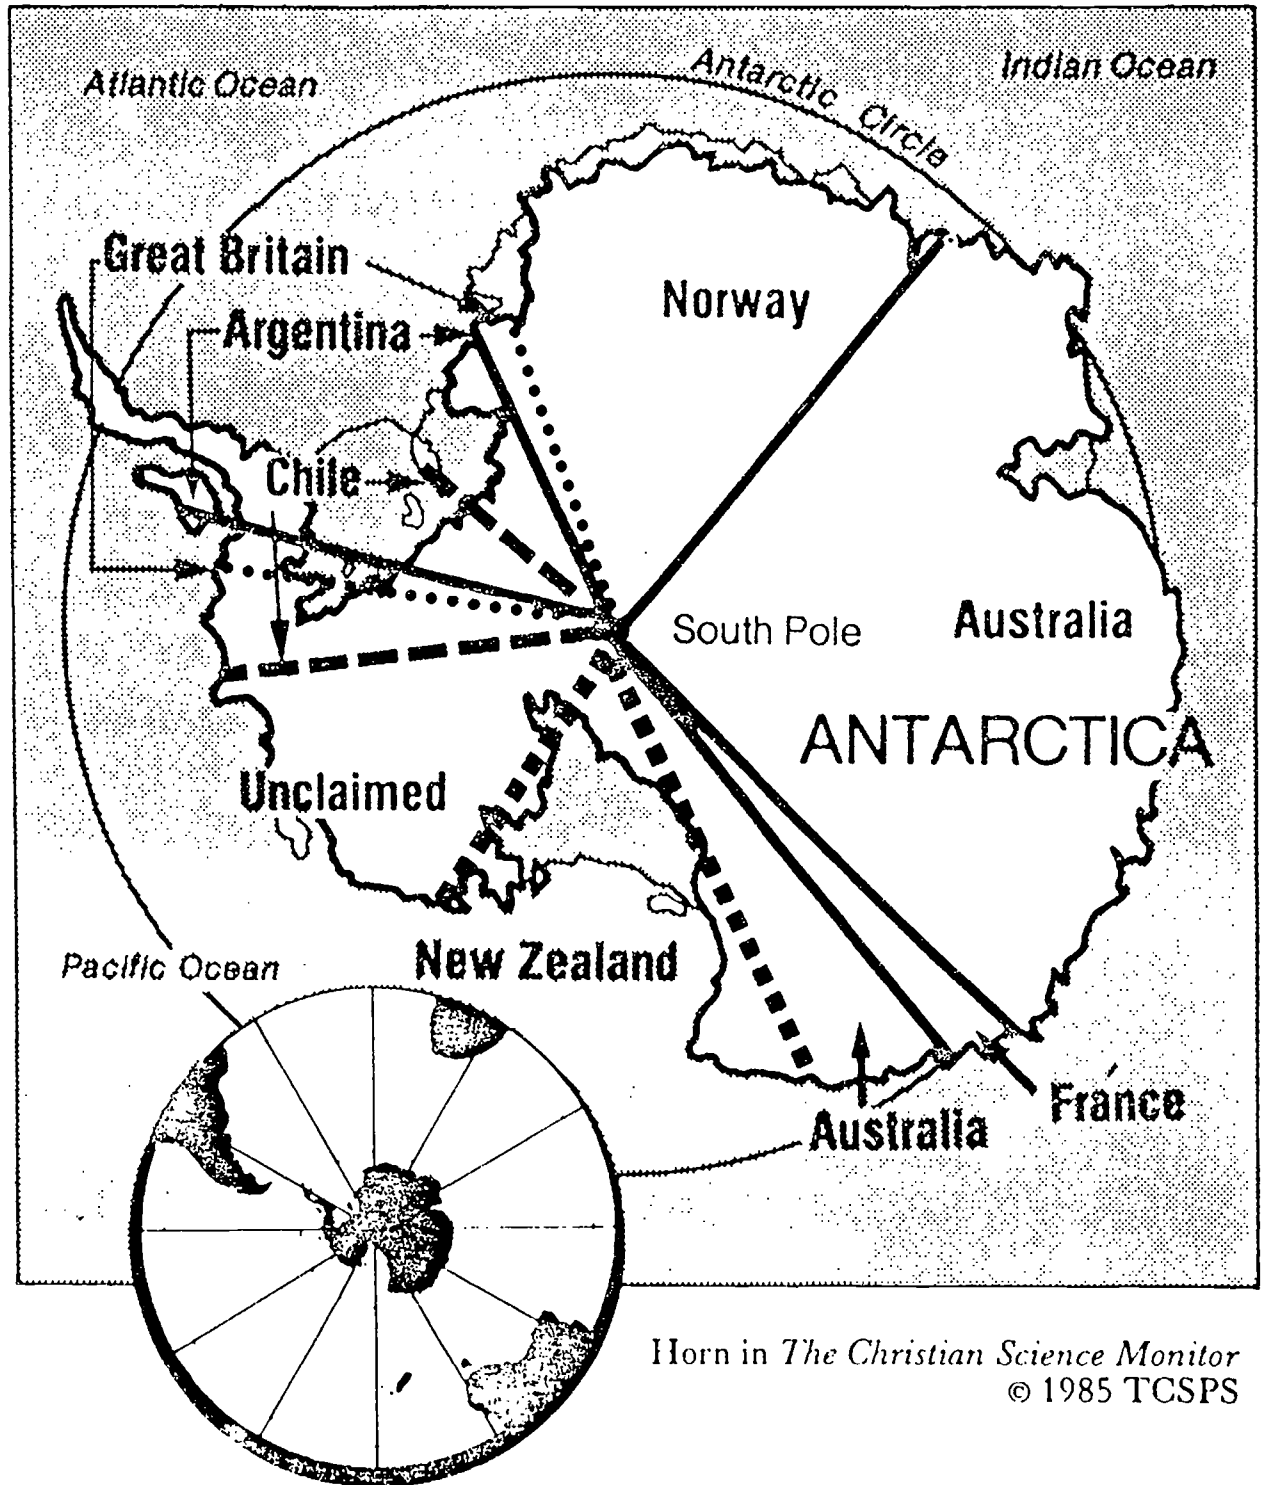 Atlantic Ocean
Antarctic Circle
Indian Ocean
Great Britain
Norway
Argentina
Chile
South Pole
Australia
ANTARCTICA
Unclaimed
New Zealand
Pacific Ocean
France
Australia
Horn in The Christian Science Monitor
© 1985 TCSPS